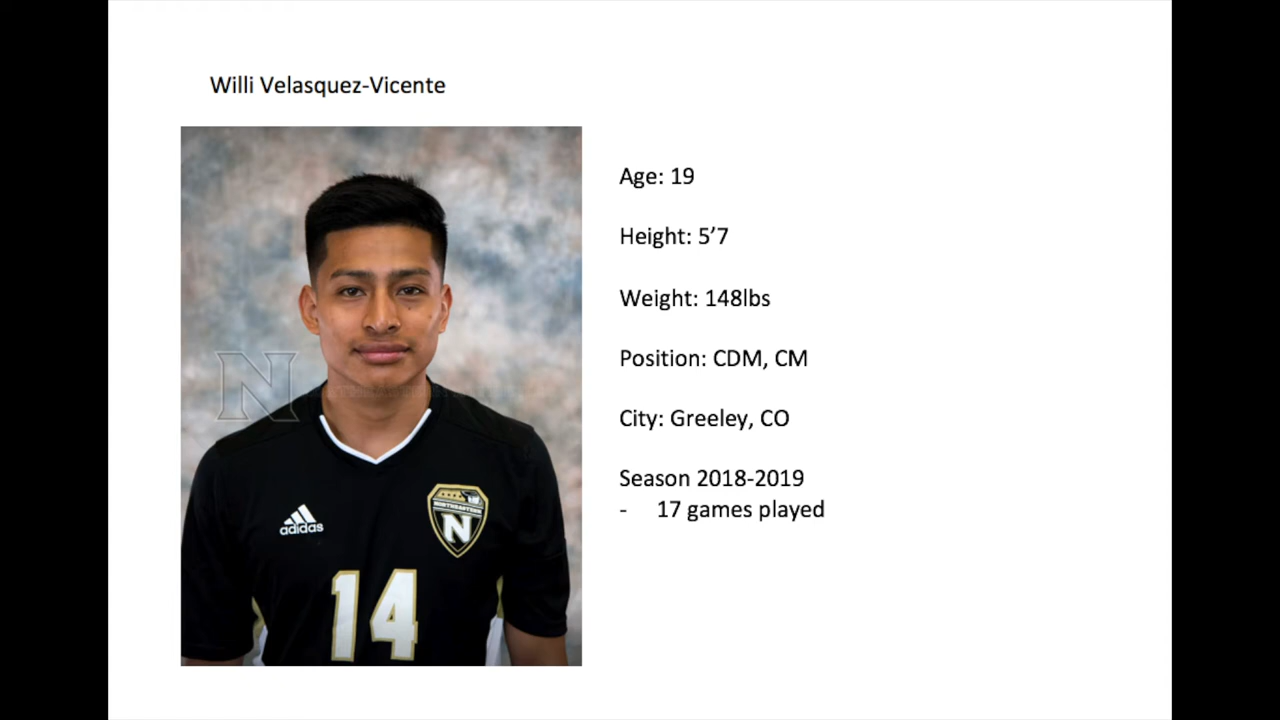 Willi Velasquez-Vicente
Age: 19
Height: 5’7
Weight: 148lbs
Position: CDM, CM
City: Greeley, CO
Season 2018-2019
- 17 games played
N
adidas
NORTHEASTERN
N
14